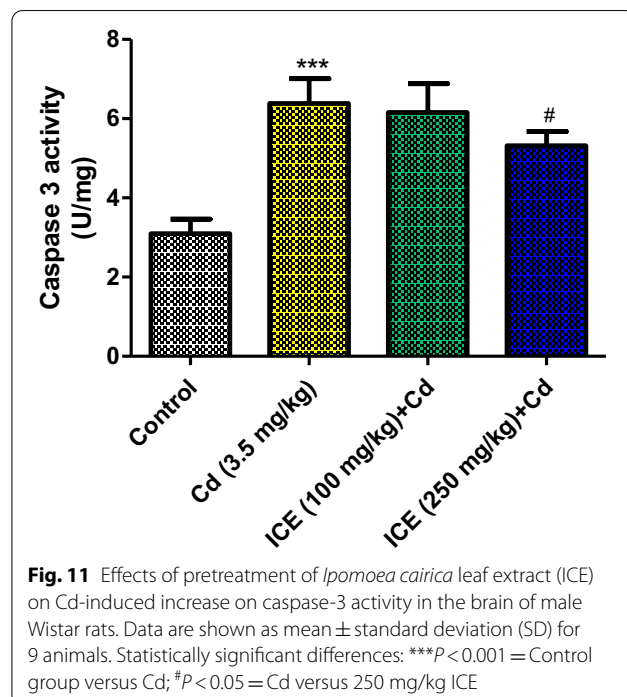 8
6
4
2
0
Caspase 3 activity
(U/mg)
***
#
Control
Cd (3.5 mg/kg)
ICE (100 mg/kg)+Cd
ICE (250 mg/kg)+Cd
Fig. 11 Effects of pretreatment of Ipomoea cairica leaf extract (ICE)
on Cd-induced increase on caspase-3 activity in the brain of male
Wistar rats. Data are shown as mean ± standard deviation (SD) for
9 animals. Statistically significant differences: ***P < 0.001 = Control
group versus Cd; #P < 0.05 = Cd versus 250 mg/kg ICE